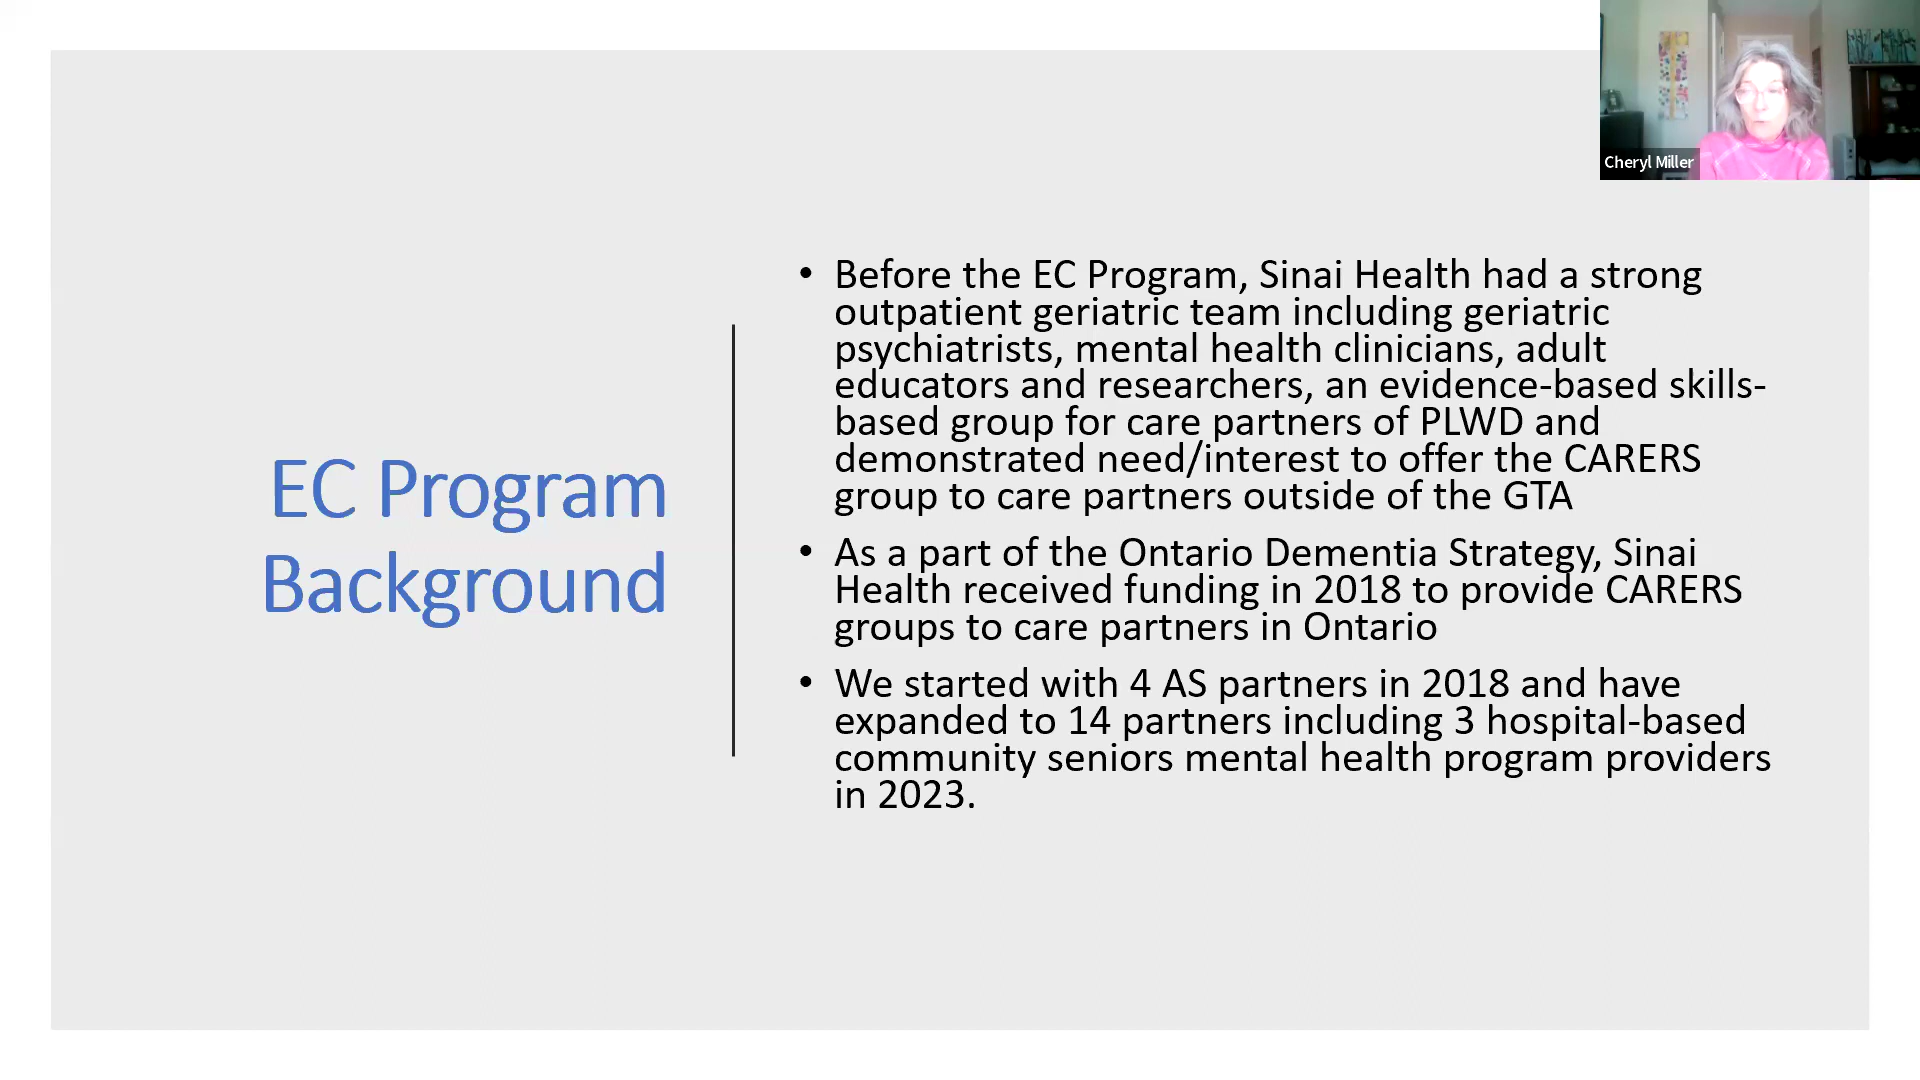 Cheryl Miller
EC Program
Background
• Before the EC Program, Sinai Health had a strong
outpatient geriatric team including geriatric
psychiatrists, mental health clinicians, adult
educators and researchers, an evidence-based skills-
based group for care partners of PLWD and
demonstrated need/interest to offer the CARERS
group to care partners outside of the GTA
• As a part of the Ontario Dementia Strategy, Sinai
Health received funding in 2018 to provide CARERS
groups to care partners in Ontario
• We started with 4 AS partners in 2018 and have
expanded to 14 partners including 3 hospital-based
community seniors mental health program providers
in 2023.